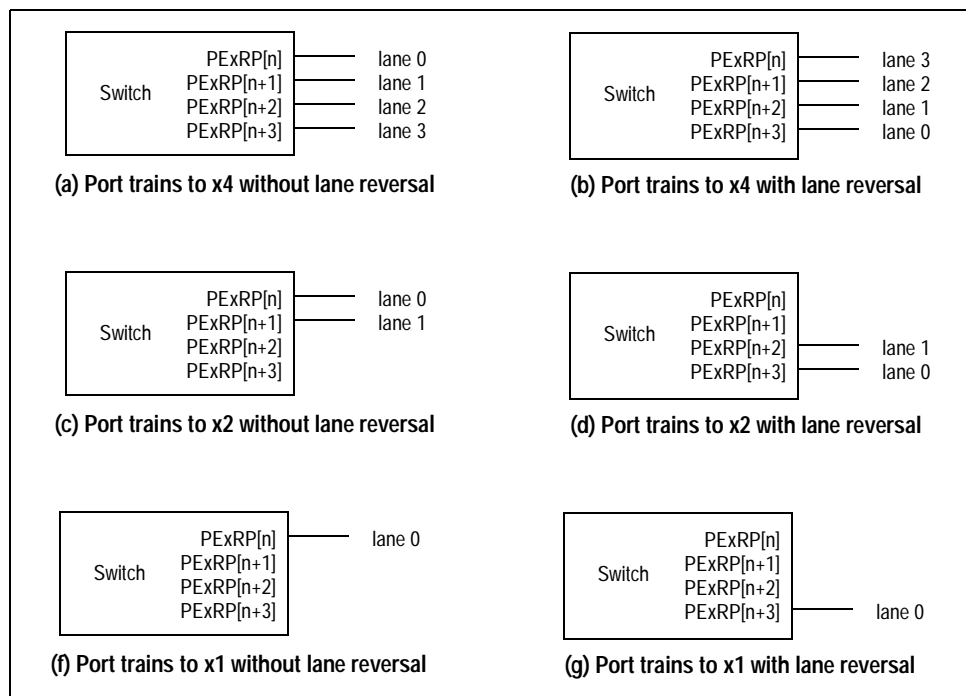 PExRP[n] lane 0
PExRP[n+1] lane 1
Switch
PExRP[n+2] lane 2
PExRP[n+3] lane 3
(a) Port trains to x4 without lane reversal
PExRP[n] lane 3
PExRP[n+1] lane 2
Switch
PExRP[n+2] lane 1
PExRP[n+3] lane 0
(b) Port trains to x4 with lane reversal
PExRP[n] lane 0
PExRP[n+1] lane 1
Switch
PExRP[n+2]
PExRP[n+3]
(c) Port trains to x2 without lane reversal
PExRP[n]
PExRP[n+1]
Switch
PExRP[n+2] lane 1
PExRP[n+3] lane 0
(d) Port trains to x2 with lane reversal
PExRP[n] lane 0
PExRP[n+1]
Switch
PExRP[n+2]
PExRP[n+3]
(f) Port trains to x1 without lane reversal
PExRP[n]
PExRP[n+1]
Switch
PExRP[n+2]
PExRP[n+3] lane 0
(g) Port trains to x1 with lane reversal